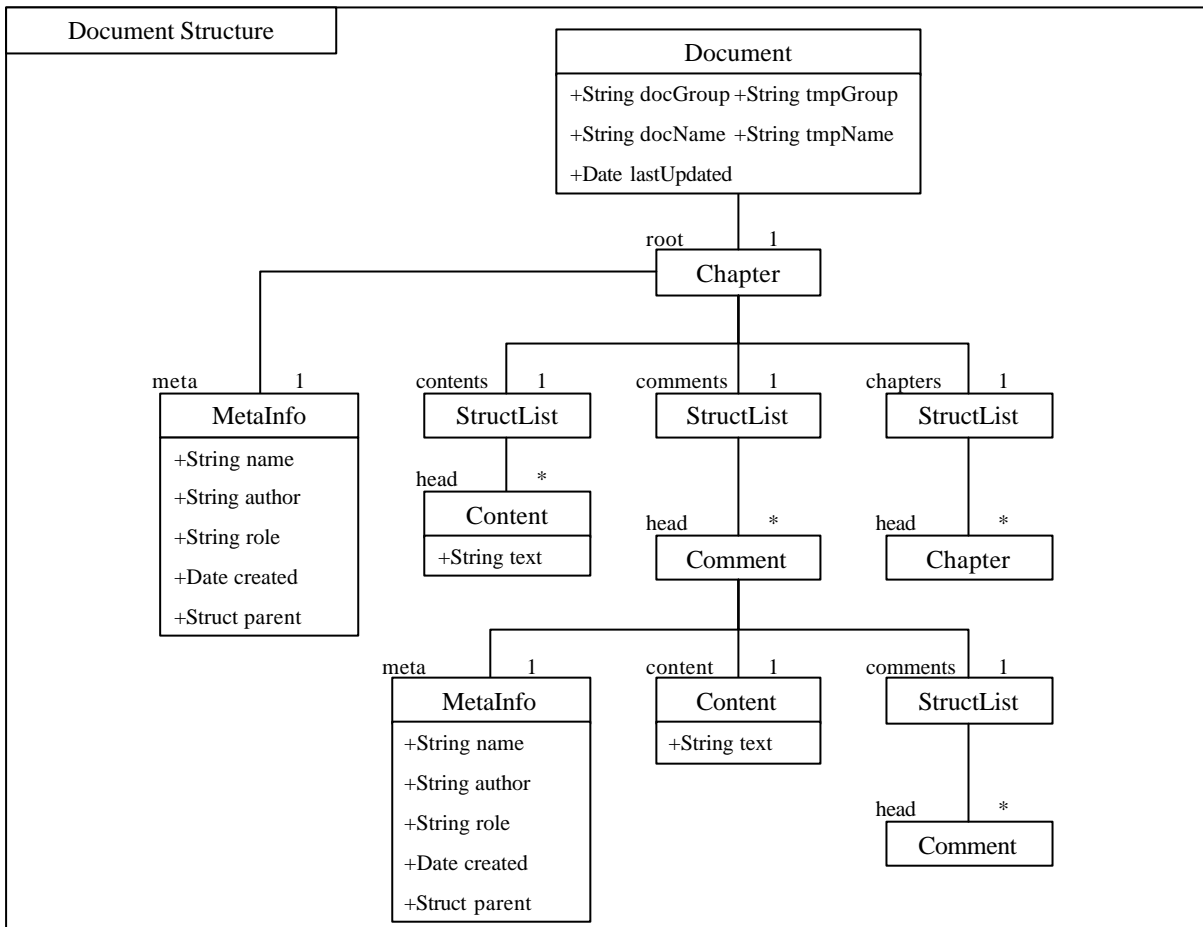 Document Structure
Document
+String docGroup +String tmpGroup
+String docName +String tmpName
+Date lastUpdated
root 1
Chapter
meta 1
contents 1
comments 1
chapters 1
MetaInfo
+String name
+String author
+String role
+Date created
+Struct parent
StructList
head *
Content
+String text
StructList
head *
Comment
StructList
head *
Chapter
meta 1
content 1
comments 1
MetaInfo
+String name
+String author
+String role
+Date created
+Struct parent
Content
+String text
StructList
head *
Comment